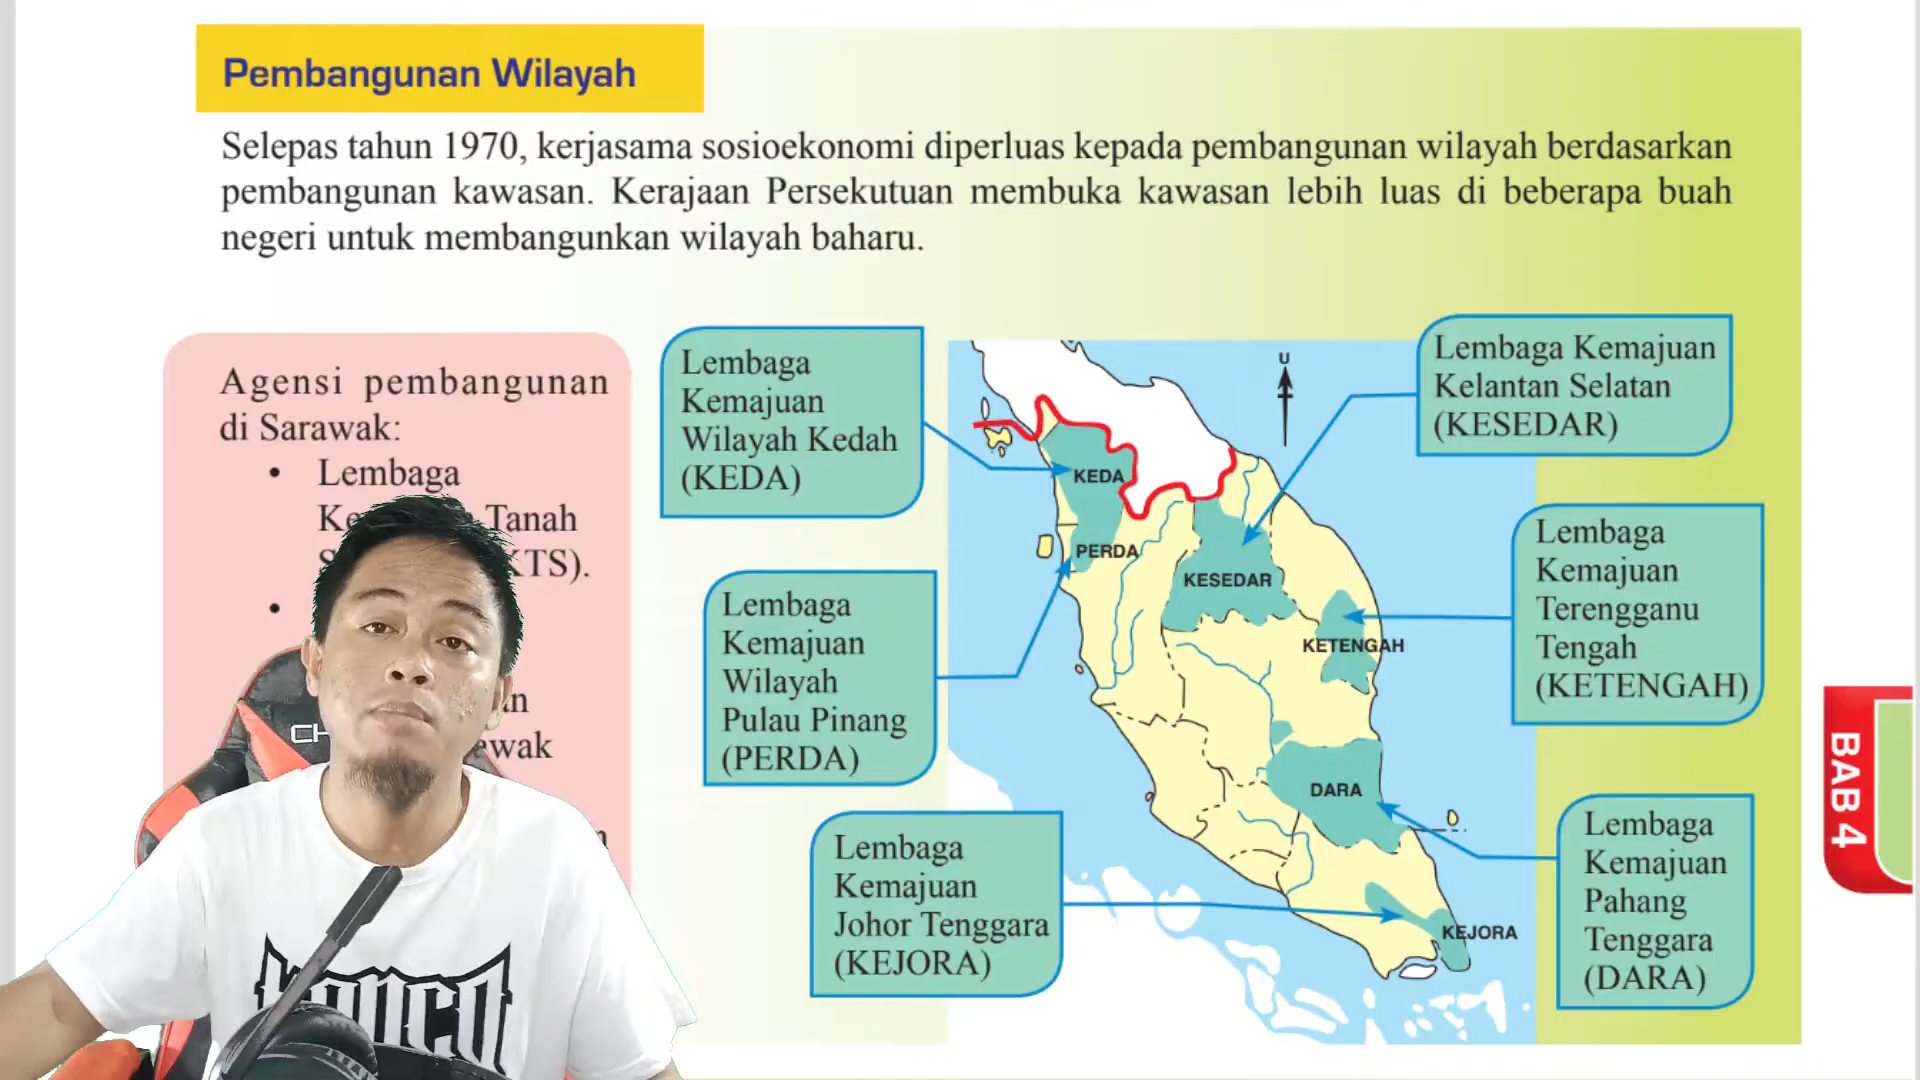 Pembangunan Wilayah
Selepas tahun 1970, kerjasama sosioekonomi diperluas kepada pembangunan wilayah berdasarkan
pembangunan kawasan. Kerajaan Persekutuan membuka kawasan lebih luas di beberapa buah
negeri untuk membangunkan wilayah baharu.
Agensi pembangunan
di Sarawak:
• Lembaga
Tanah
•
Lembaga
Kemajuan
Wilayah Kedah
(KEDA)
Lembaga
Kemajuan
Wilayah
Pulau Pinang
(PERDA)
Lembaga
Kemajuan
Johor Tenggara
(KEJORA)
U
KEDA
PERDA
KESEDAR
KETENGAH
DARA
KEJORA
Lembaga Kemajuan
Kelantan Selatan
(KESEDAR)
Lembaga
Kemajuan
Terengganu
Tengah
(KETENGAH)
Lembaga
Kemajuan
Pahang
Tenggara
(DARA)
BAB 4